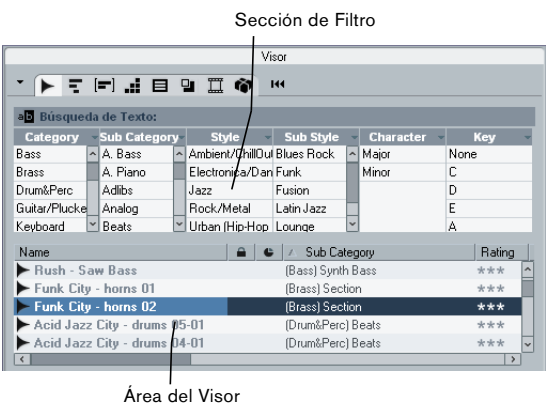 Sección de Filtro
Visor
ab Búsqueda de Texto:
Category Sub Category Style Sub Style Character Key
Bass A. Bass Ambient/ChillOut Blues Rock Major None
Brass A. Piano Electronica/Dan Funk Minor C
Drum&Perc Adlibs Jazz Fusion D
Guitar/Plucke Analog Rock/Metal Latin Jazz E
Keyboard Beats Urban (Hip-Hop Lounge A
Name Sub Category Rating
Rush - Saw Bass (Bass) Synth Bass ***
Funk City - horns 01 (Brass) Section ***
Funk City - horns 02 (Brass) Section ***
Acid Jazz City - drums 05-01 (Drum&Perc) Beats ***
Acid Jazz City - drums 04-01 (Drum&Perc) Beats ***
Área del Visor